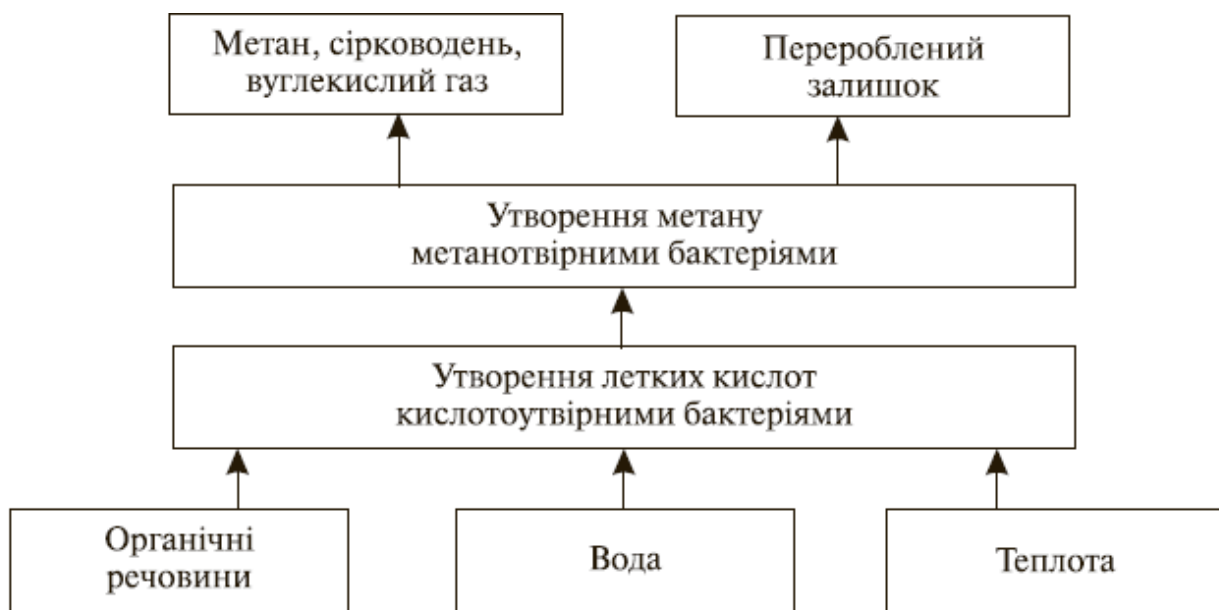 Метан, сірководень,
вуглекислий газ
Перероблений
залишок
Утворення метану
метанотвірними бактеріями
Утворення летких кислот
кислотоутвірними бактеріями
Органічні
речовини
Вода
Теплота